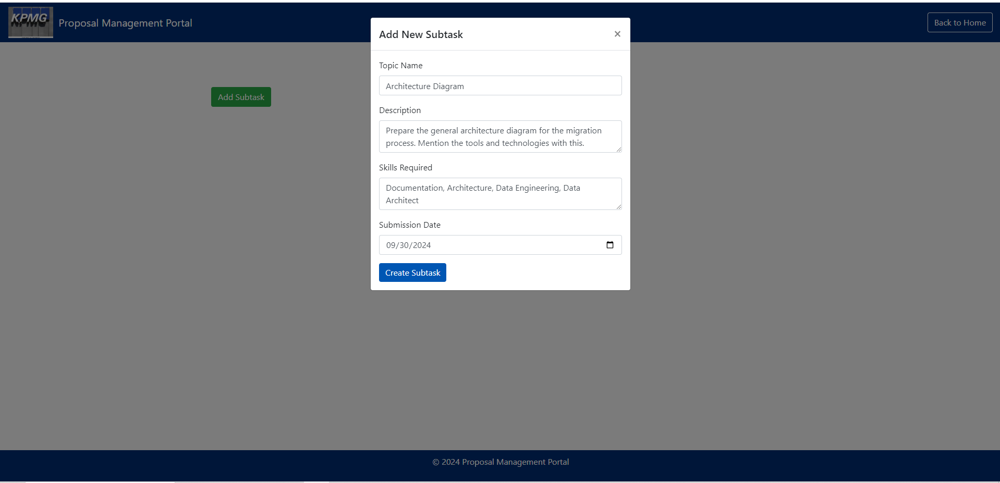 KPMG
Proposal Management Portal
Back to Home
Add New Subtask
×
Topic Name
Architecture Diagram
Add Subtask
Description
Prepare the general architecture diagram for the migration
process. Mention the tools and technologies with this.
Skills Required
Documentation, Architecture, Data Engineering, Data
Architect
Submission Date
09/30/2024
Create Subtask
© 2024 Proposal Management Portal